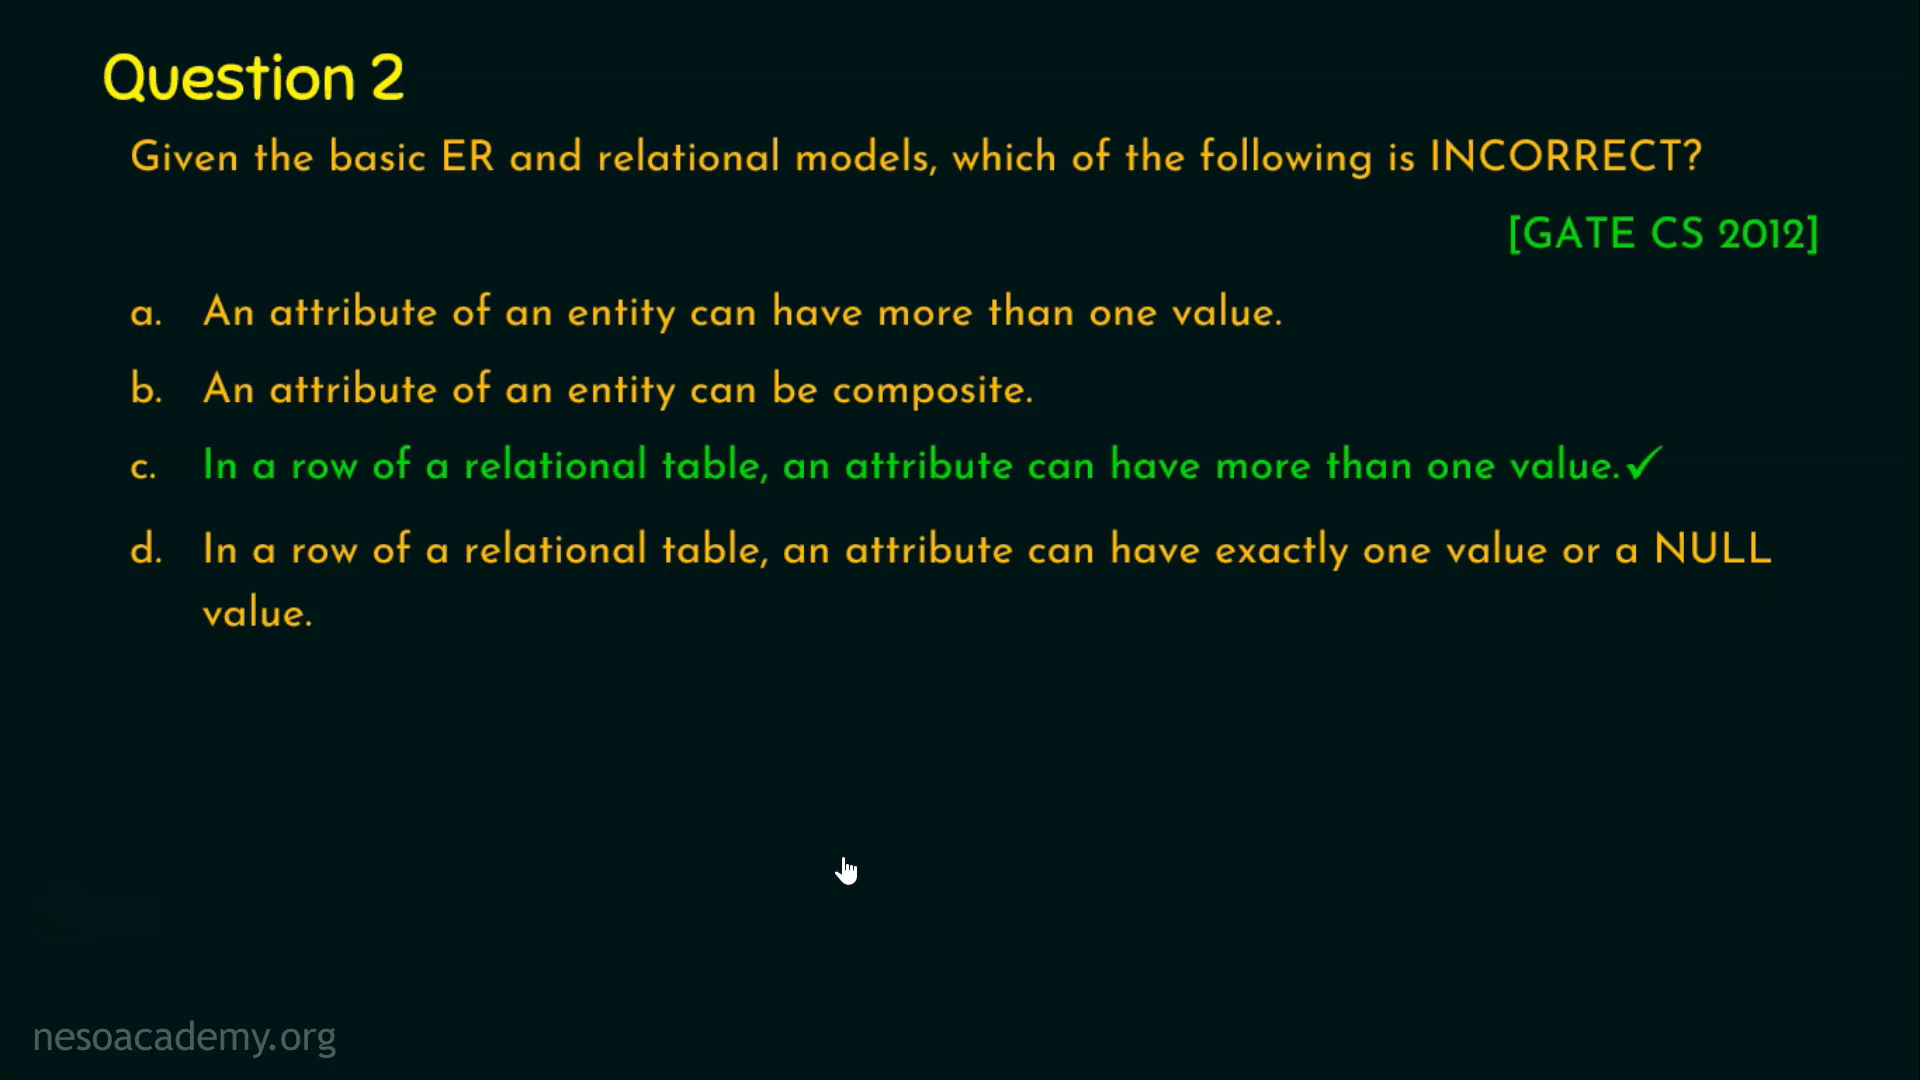 Question 2
Given the basic ER and relational models, which of the following is INCORRECT?
[GATE CS 2012]
a. An attribute of an entity can have more than one value.
b. An attribute of an entity can be composite.
c. In a row of a relational table, an attribute can have more than one value.✓
d. In a row of a relational table, an attribute can have exactly one value or a NULL
value.
nesoacademy.org